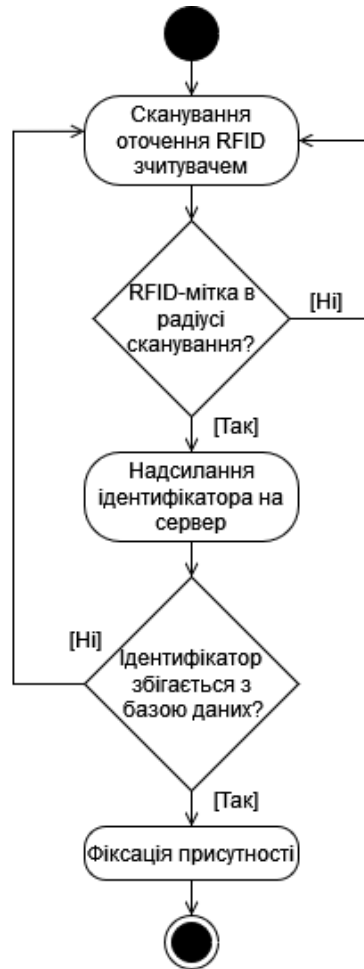 Сканування
оточення RFID
зчитувачем
RFID-мітка в
радіусі
сканування?
[Ні]
[Так]
Надсилання
ідентифікатора на
сервер
[Ні]
Ідентифікатор
збігається з
базою даних?
[Так]
Фіксація присутності